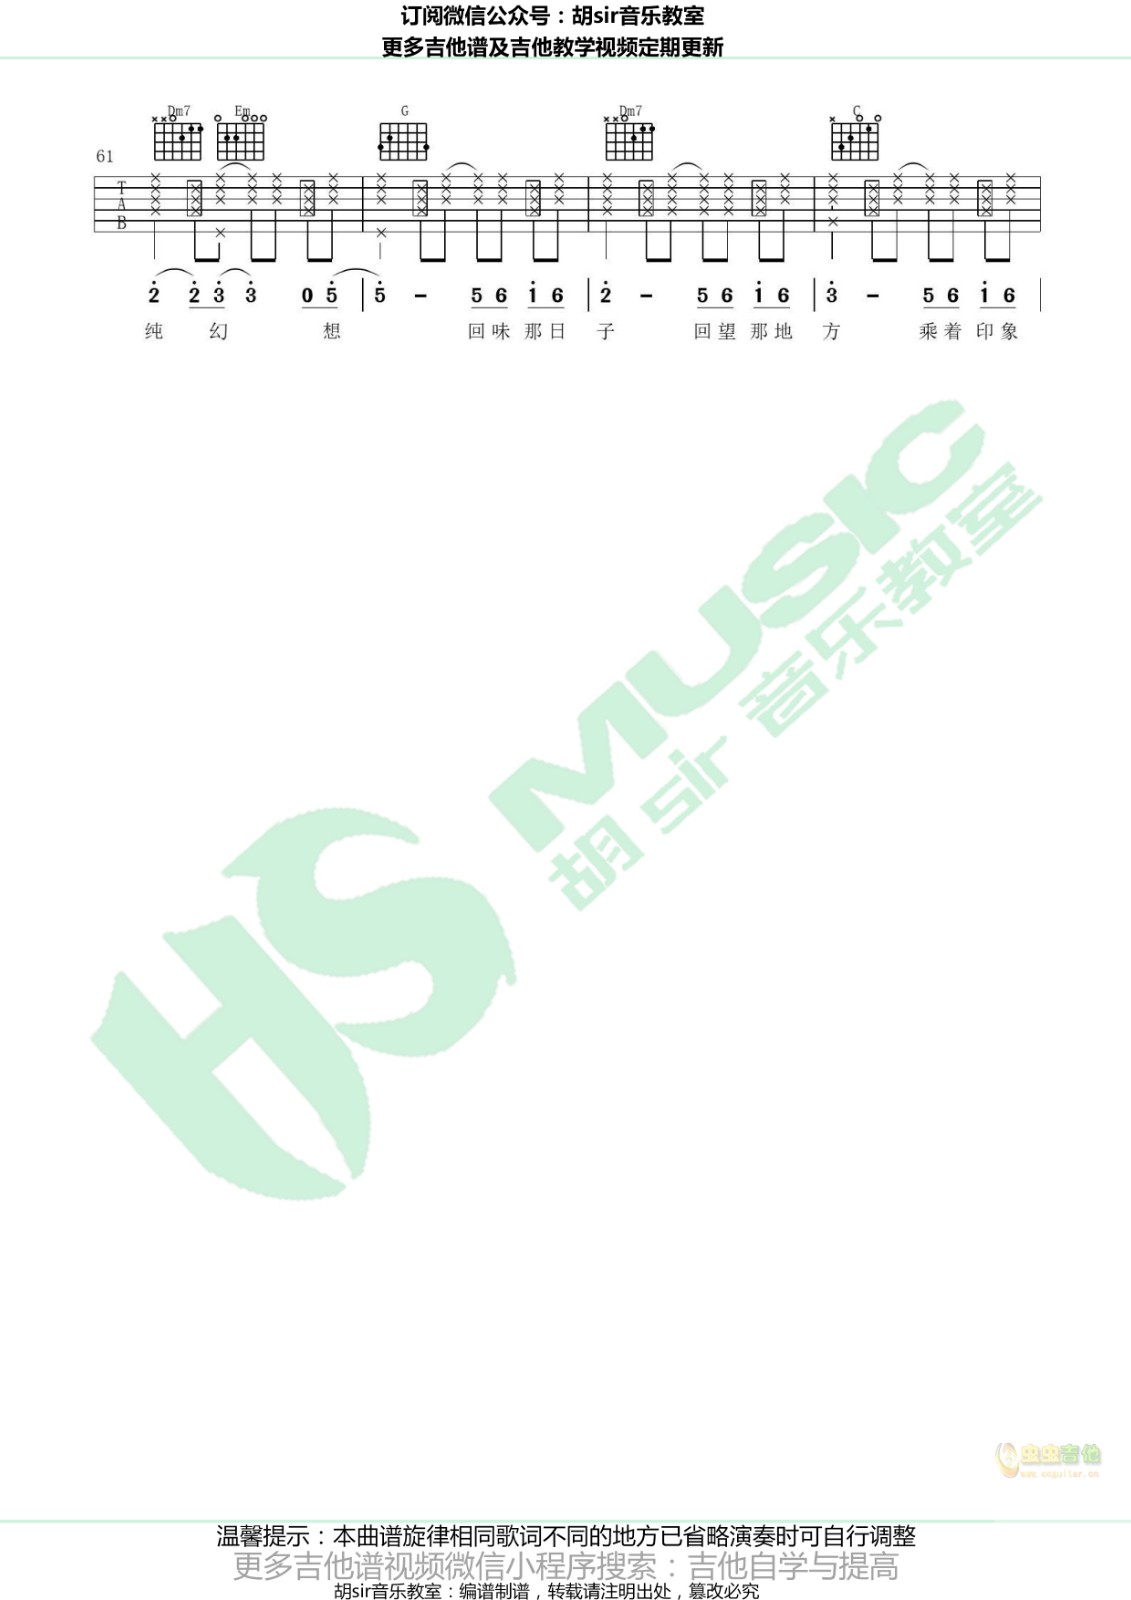 订阅微信公众号：胡sir音乐教室
更多吉他谱及吉他教学视频定期更新
Dm7 Em G Dm7 C
61
T
A
B
2 2 3 3 0 5 | 5 – 5 6 1 6 | 2 – 5 6 1 6 | 3 – 5 6 1 6 |
纯 幻 想 回 味 那 日 子 回 望 那 地 方 乘 着 印 象
HS MUSIC
胡 sir 音乐教室
虫虫吉他
www.ccguitar.cn
温馨提示：本曲谱旋律相同歌词不同的地方已省略演奏时可自行调整
更多吉他谱视频微信小程序搜索：吉他自学与提高
胡sir音乐教室：编谱制谱，转载请注明出处，篡改必究